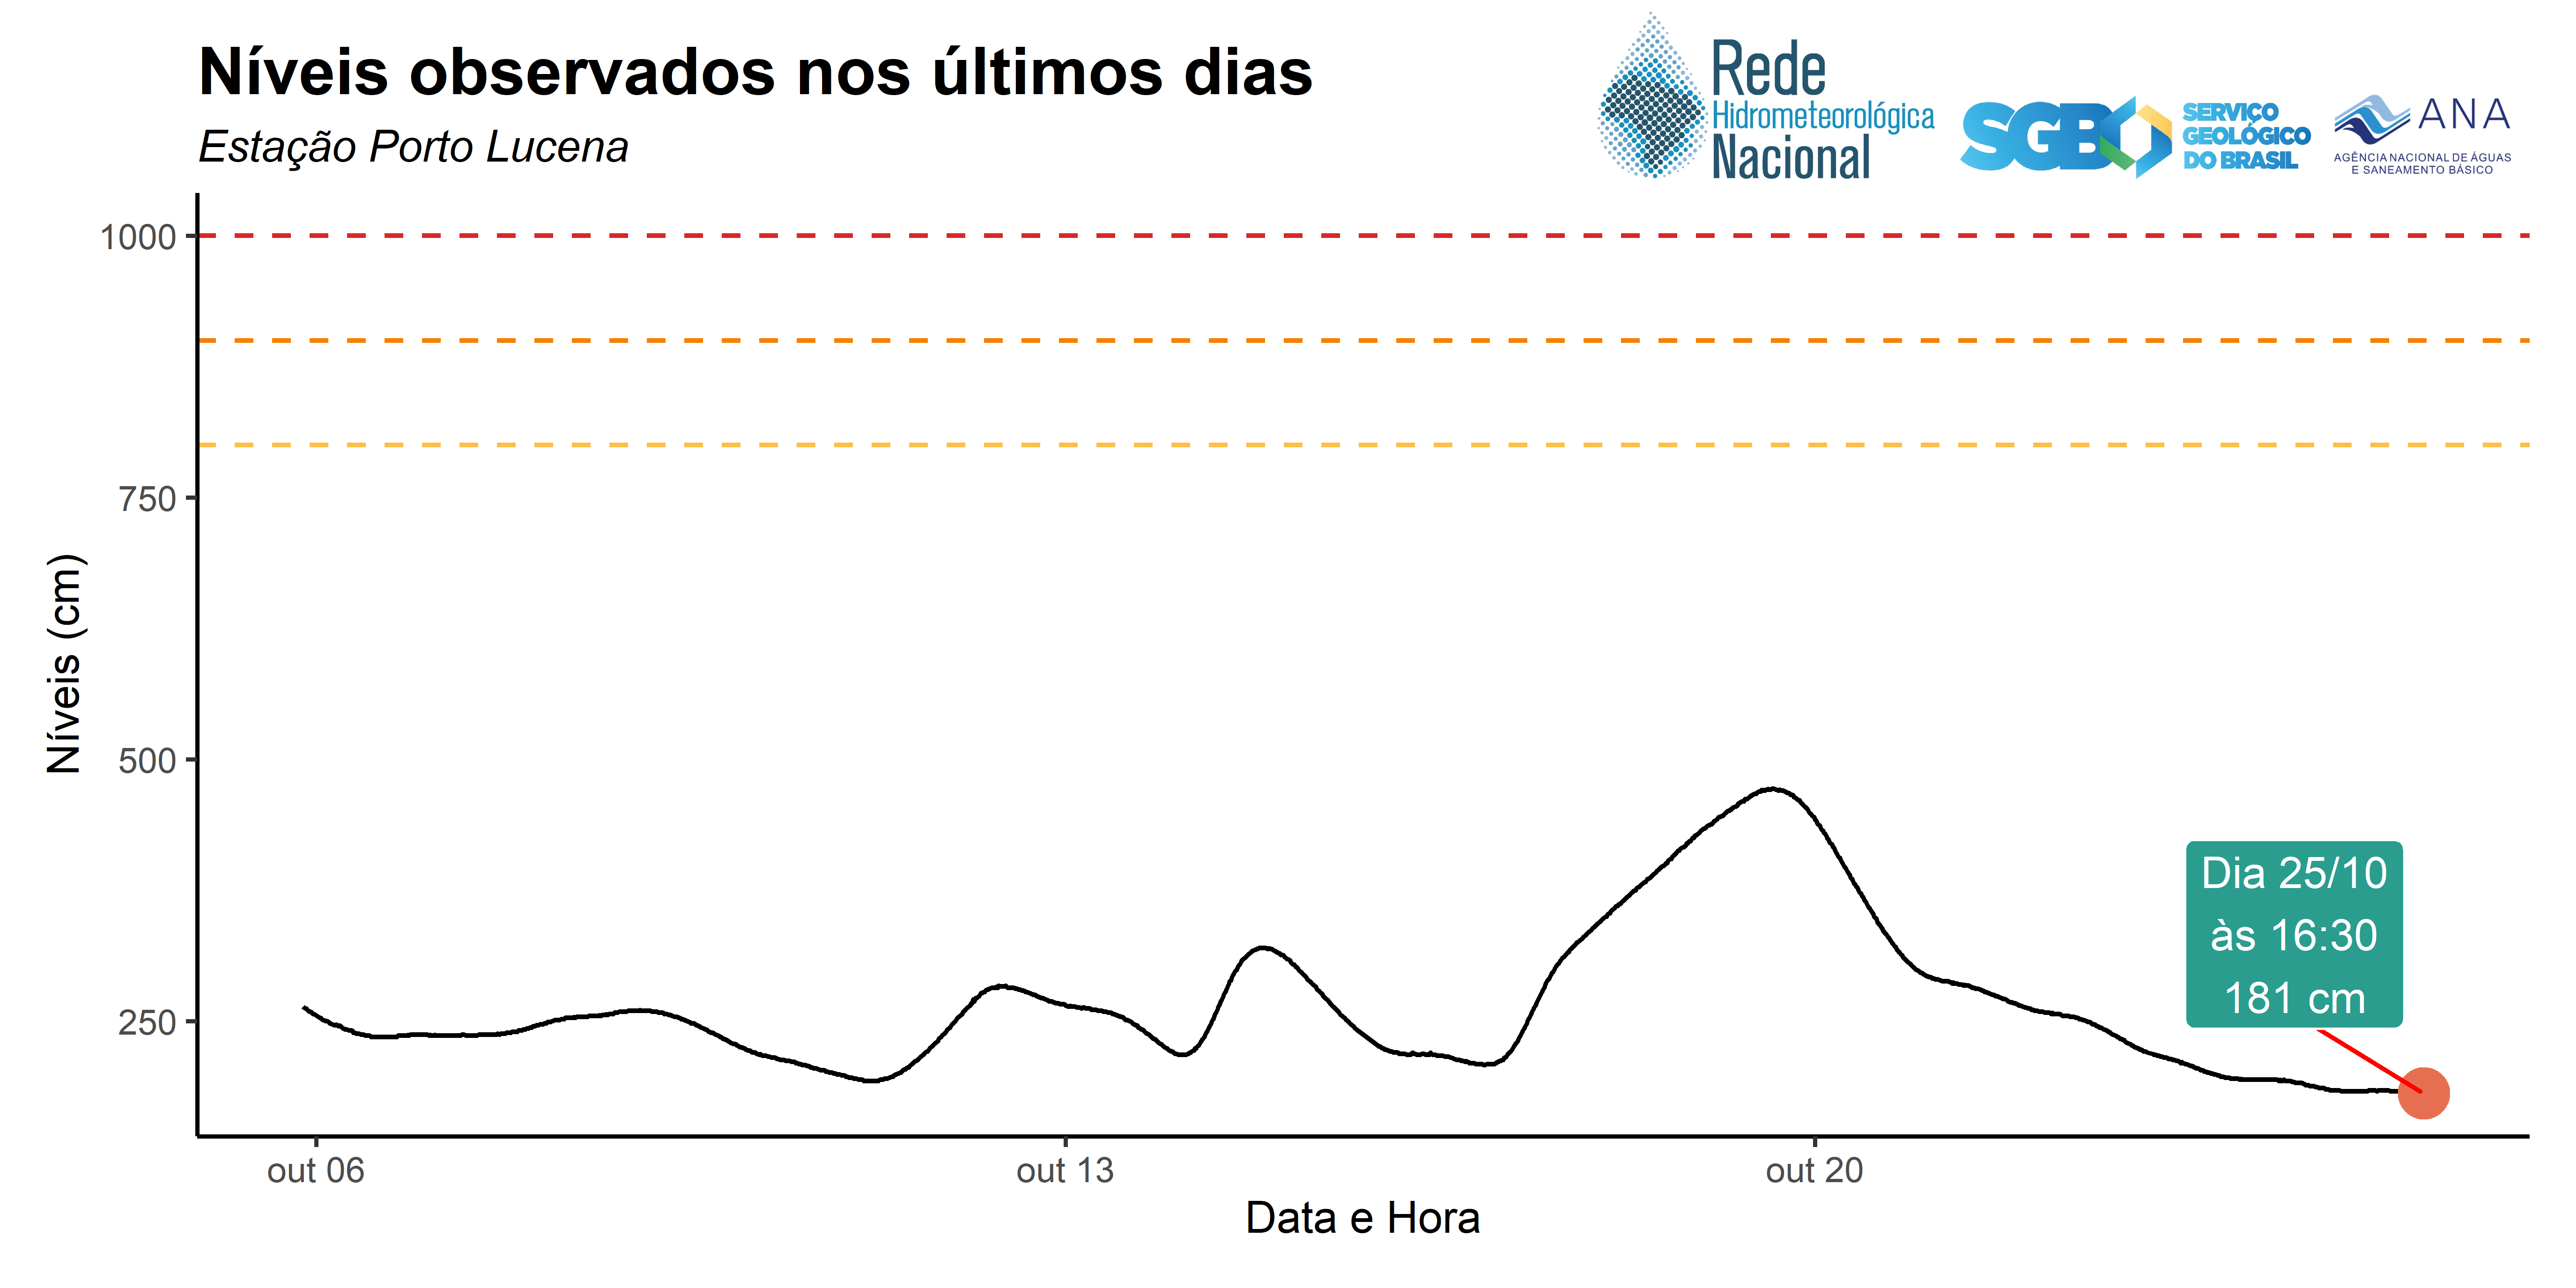 Níveis observados nos últimos dias
Estação Porto Lucena
Rede
Hidrometeorológica
Nacional
SGB
SERVIÇO
GEOLÓGICO
DO BRASIL
ANA
AGÊNCIA NACIONAL DE ÁGUAS
E SANEAMENTO BÁSICO
1000
750
500
250
Níveis (cm)
Dia 25/10
às 16:30
181 cm
out 06
out 13
out 20
Data e Hora